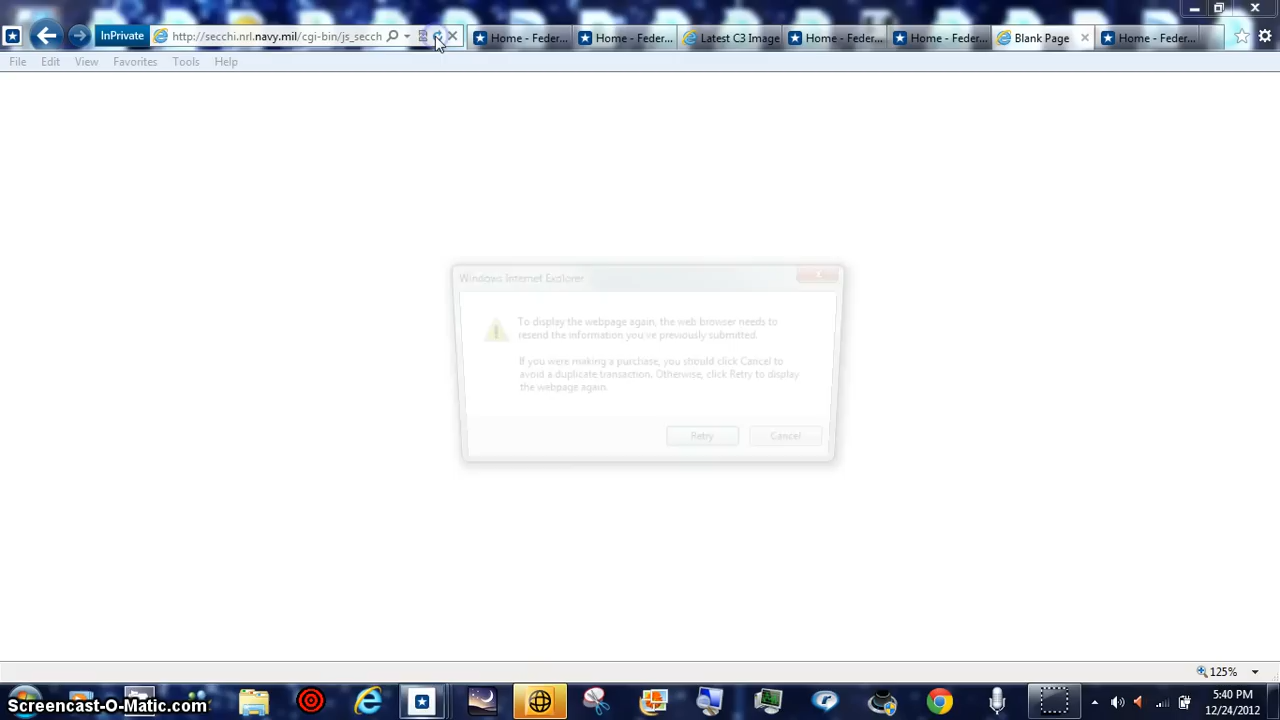 InPrivate
http://secchi.nrl.navy.mil/cgi-bin/js_secch
Home - Feder...
Home - Feder...
Latest C3 Image
Home - Feder...
Home - Feder...
Blank Page
Home - Feder...
File Edit View Favorites Tools Help
Windows Internet Explorer
To display the webpage again, the web browser needs to
resend the information you've previously submitted.
If you were making a purchase, you should click Cancel to
avoid a duplicate transaction. Otherwise, click Retry to display
the webpage again.
Retry Cancel
125%
Screencast-O-Matic.com
5:40 PM
12/24/2012